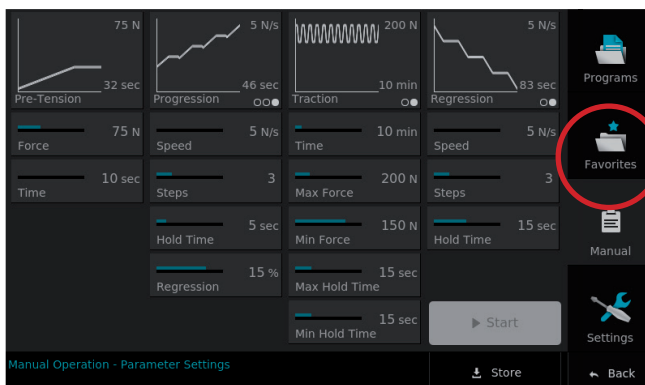 75 N
32 sec
Pre-Tension
5 N/s
46 sec
Progression
200 N
10 min
Traction
5 N/s
83 sec
Regression
Programs
75 N
Force
5 N/s
Speed
10 min
Time
5 N/s
Speed
Favorites
10 sec
Time
3
Steps
200 N
Max Force
3
Steps
5 sec
Hold Time
150 N
Min Force
15 sec
Hold Time
Manual
15 %
Regression
15 sec
Max Hold Time
15 sec
Min Hold Time
Start
Settings
Manual Operation - Parameter Settings
Store
Back